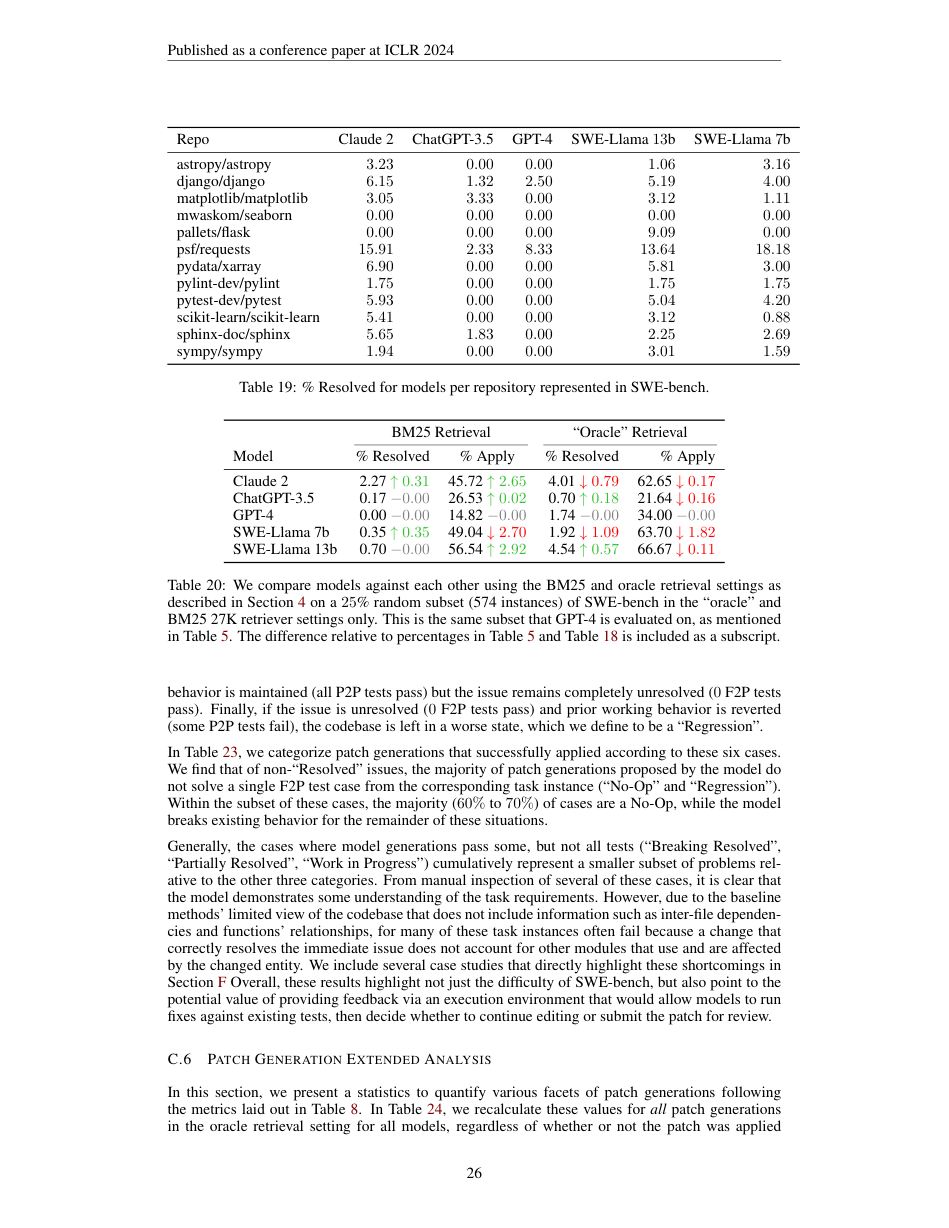 Published as a conference paper at ICLR 2024
Repo Claude 2 ChatGPT-3.5 GPT-4 SWE-Llama 13b SWE-Llama 7b
astropy/astropy 3.23 0.00 0.00 1.06 3.16
django/django 6.15 1.32 2.50 5.19 4.00
matplotlib/matplotlib 3.05 3.33 0.00 3.12 1.11
mwaskom/seaborn 0.00 0.00 0.00 0.00 0.00
pallets/flask 0.00 0.00 0.00 9.09 0.00
psf/requests 15.91 2.33 8.33 13.64 18.18
pydata/xarray 6.90 0.00 0.00 5.81 3.00
pylint-dev/pylint 1.75 0.00 0.00 1.75 1.75
pytest-dev/pytest 5.93 0.00 0.00 5.04 4.20
scikit-learn/scikit-learn 5.41 0.00 0.00 3.12 0.88
sphinx-doc/sphinx 5.65 1.83 0.00 2.25 2.69
sympy/sympy 1.94 0.00 0.00 3.01 1.59
Table 19: % Resolved for models per repository represented in SWE-bench.
BM25 Retrieval “Oracle” Retrieval
Model % Resolved % Apply % Resolved % Apply
Claude 2 2.27 ↑ 0.31 45.72 ↑ 2.65 4.01 ↓ 0.79 62.65 ↓ 0.17
ChatGPT-3.5 0.17 −0.00 26.53 ↑ 0.02 0.70 ↑ 0.18 21.64 ↓ 0.16
GPT-4 0.00 −0.00 14.82 −0.00 1.74 −0.00 34.00 −0.00
SWE-Llama 7b 0.35 ↑ 0.35 49.04 ↓ 2.70 1.92 ↓ 1.09 63.70 ↓ 1.82
SWE-Llama 13b 0.70 −0.00 56.54 ↑ 2.92 4.54 ↑ 0.57 66.67 ↓ 0.11
Table 20: We compare models against each other using the BM25 and oracle retrieval settings as
described in Section 4 on a 25% random subset (574 instances) of SWE-bench in the “oracle” and
BM25 27K retriever settings only. This is the same subset that GPT-4 is evaluated on, as mentioned
in Table 5. The difference relative to percentages in Table 5 and Table 18 is included as a subscript.
behavior is maintained (all P2P tests pass) but the issue remains completely unresolved (0 F2P tests
pass). Finally, if the issue is unresolved (0 F2P tests pass) and prior working behavior is reverted
(some P2P tests fail), the codebase is left in a worse state, which we define to be a “Regression”.
In Table 23, we categorize patch generations that successfully applied according to these six cases.
We find that of non-“Resolved” issues, the majority of patch generations proposed by the model do
not solve a single F2P test case from the corresponding task instance (“No-Op” and “Regression”).
Within the subset of these cases, the majority (60% to 70%) of cases are a No-Op, while the model
breaks existing behavior for the remainder of these situations.
Generally, the cases where model generations pass some, but not all tests (“Breaking Resolved”,
“Partially Resolved”, “Work in Progress”) cumulatively represent a smaller subset of problems rel-
ative to the other three categories. From manual inspection of several of these cases, it is clear that
the model demonstrates some understanding of the task requirements. However, due to the baseline
methods’ limited view of the codebase that does not include information such as inter-file dependen-
cies and functions’ relationships, for many of these task instances often fail because a change that
correctly resolves the immediate issue does not account for other modules that use and are affected
by the changed entity. We include several case studies that directly highlight these shortcomings in
Section F Overall, these results highlight not just the difficulty of SWE-bench, but also point to the
potential value of providing feedback via an execution environment that would allow models to run
fixes against existing tests, then decide whether to continue editing or submit the patch for review.
C.6 PATCH GENERATION EXTENDED ANALYSIS
In this section, we present a statistics to quantify various facets of patch generations following
the metrics laid out in Table 8. In Table 24, we recalculate these values for all patch generations
in the oracle retrieval setting for all models, regardless of whether or not the patch was applied
26